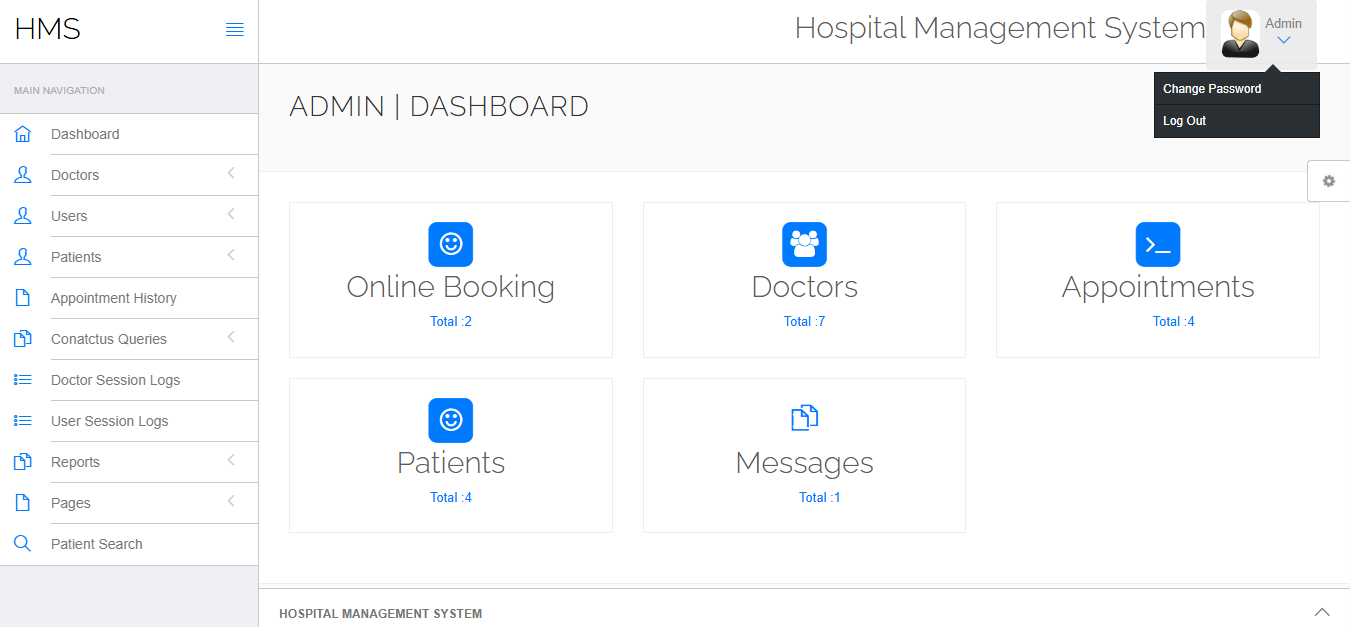 HMS
Hospital Management System
Admin
Change Password
Log Out
MAIN NAVIGATION
Dashboard
Doctors
Users
Patients
Appointment History
Conatctus Queries
Doctor Session Logs
User Session Logs
Reports
Pages
Patient Search
ADMIN | DASHBOARD
Online Booking
Total :2
Doctors
Total :7
Appointments
Total :4
Patients
Total :4
Messages
Total :1
HOSPITAL MANAGEMENT SYSTEM